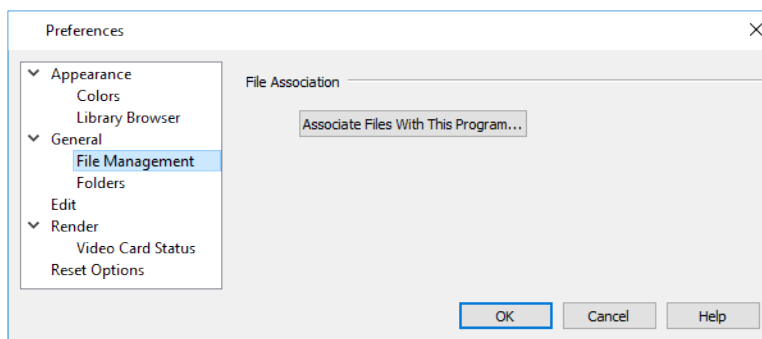 Preferences
Appearance
Colors
Library Browser
General
File Management
Folders
Edit
Render
Video Card Status
Reset Options
File Association
Associate Files With This Program...
OK
Cancel
Help